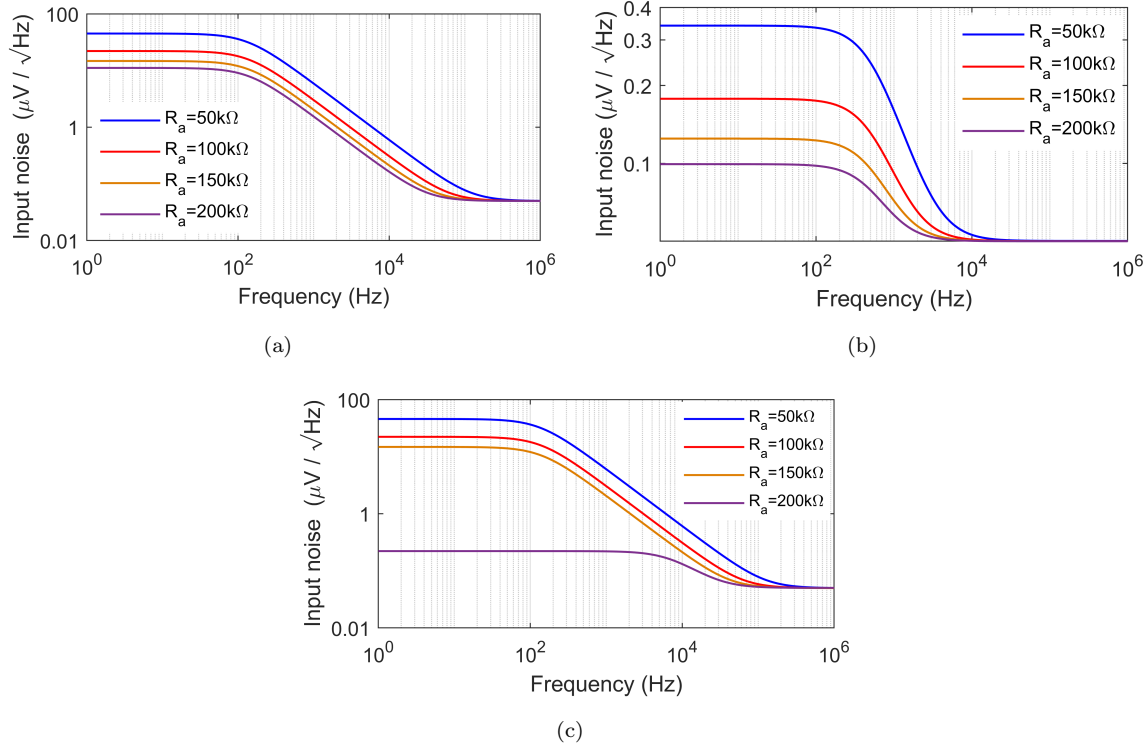 100
1
0.01
Input noise (μV / √Hz)
R_a=50kΩ
R_a=100kΩ
R_a=150kΩ
R_a=200kΩ
10^0 10^2 10^4 10^6
Frequency (Hz)
(a)
0.4
0.3
0.2
0.1
Input noise (μV / √Hz)
R_a=50kΩ
R_a=100kΩ
R_a=150kΩ
R_a=200kΩ
10^0 10^2 10^4 10^6
Frequency (Hz)
(b)
100
1
0.01
Input noise (μV / √Hz)
R_a=50kΩ
R_a=100kΩ
R_a=150kΩ
R_a=200kΩ
10^0 10^2 10^4 10^6
Frequency (Hz)
(c)